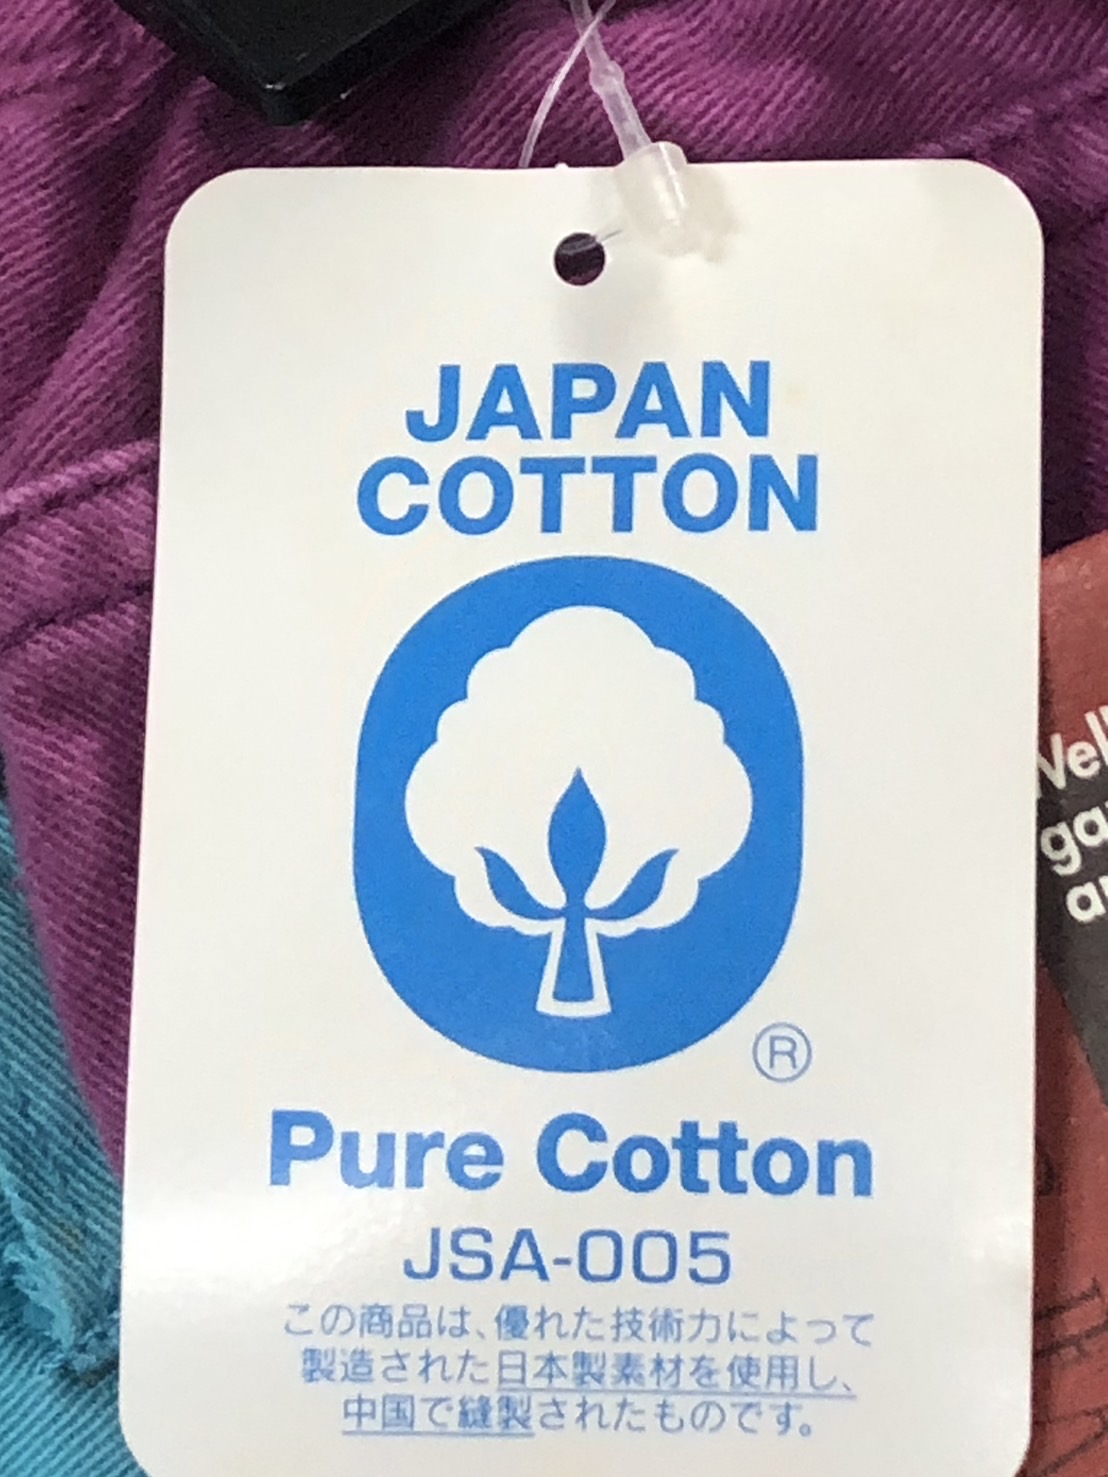 JAPAN
COTTON
®
Pure Cotton
JSA-005
この商品は、優れた技術力によって
製造された日本製素材を使用し、
中国で縫製されたものです。